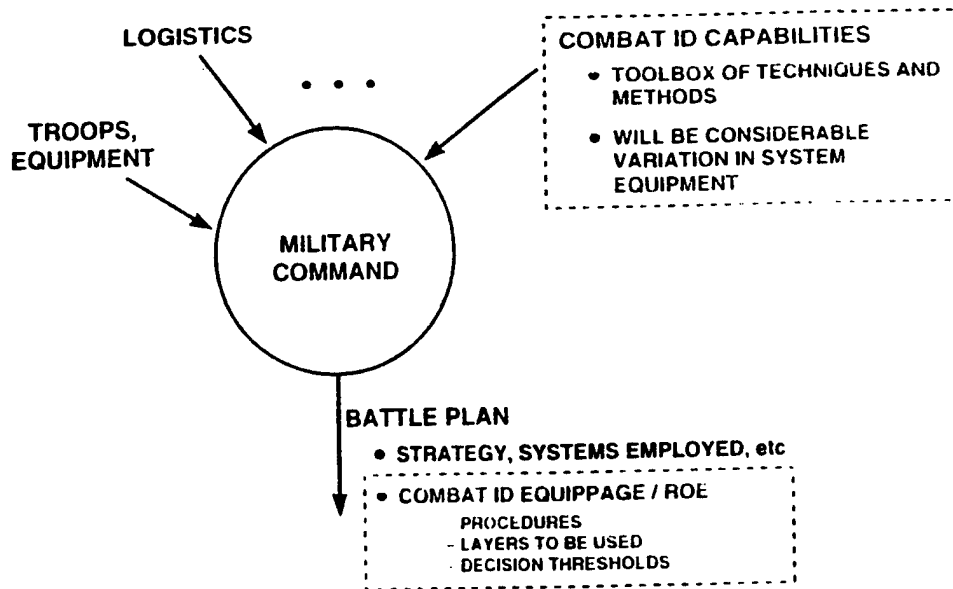 LOGISTICS
• • •
TROOPS,
EQUIPMENT
COMBAT ID CAPABILITIES
• TOOLBOX OF TECHNIQUES AND
METHODS
• WILL BE CONSIDERABLE
VARIATION IN SYSTEM
EQUIPMENT
MILITARY
COMMAND
BATTLE PLAN
• STRATEGY, SYSTEMS EMPLOYED, etc
• COMBAT ID EQUIPPAGE / ROE
PROCEDURES
- LAYERS TO BE USED
- DECISION THRESHOLDS